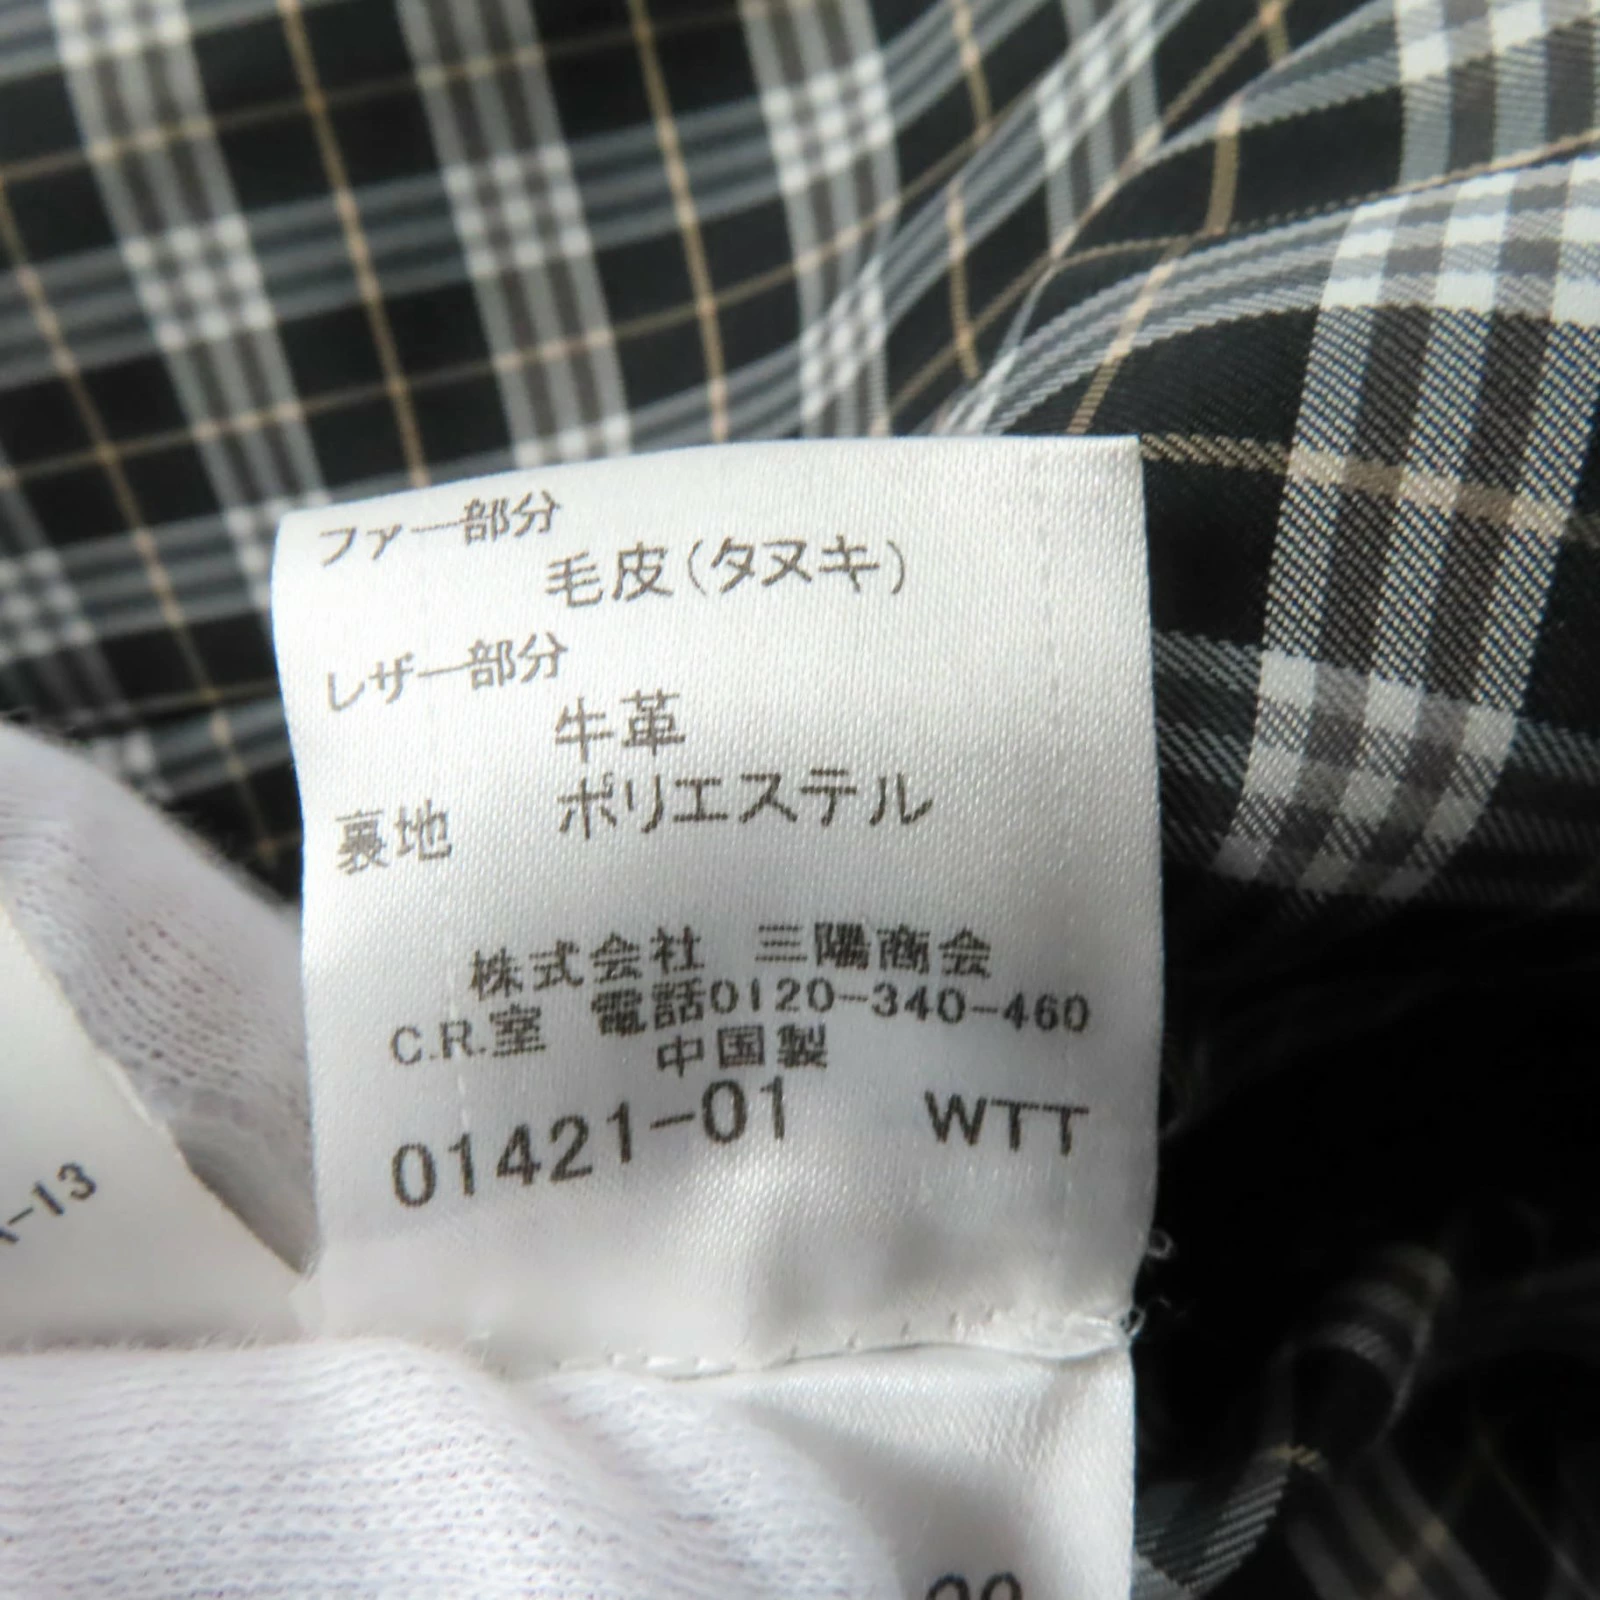 ファー部分
毛皮(タヌキ)
レザー部分
牛革
裏地 ポリエステル
株式会社 三陽商会
C.R.室 電話0120-340-460
中国製
01421-01 WTT
-13